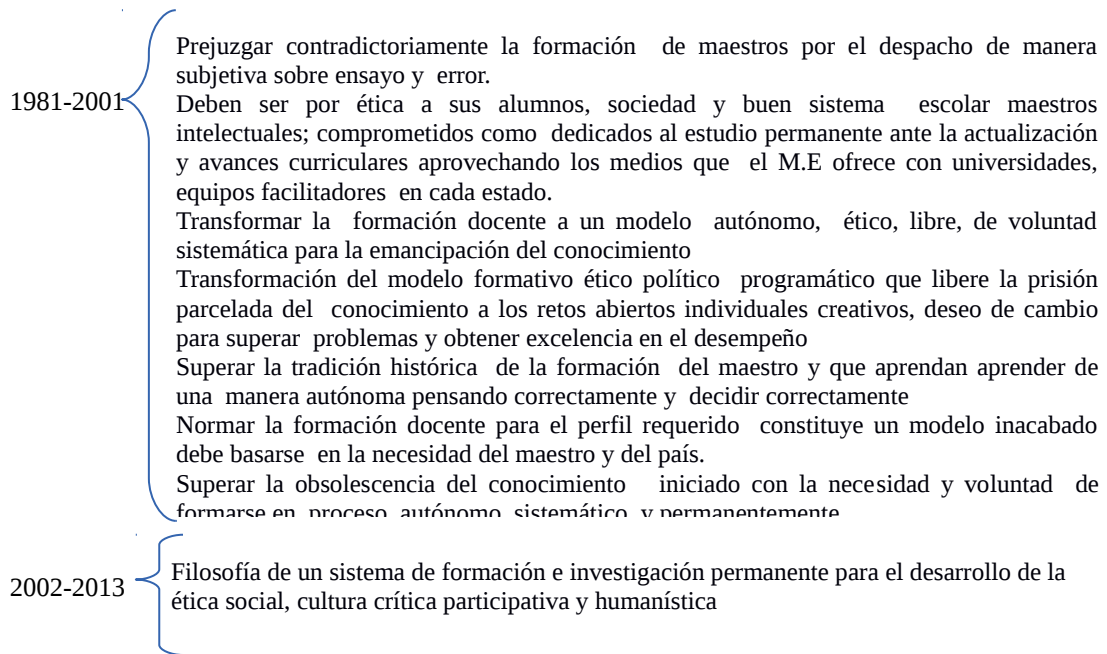 Prejuzgar contradictoriamente la formación de maestros por el despacho de manera
subjetiva sobre ensayo y error.
1981-2001
Deben ser por ética a sus alumnos, sociedad y buen sistema escolar maestros
intelectuales; comprometidos como dedicados al estudio permanente ante la actualización
y avances curriculares aprovechando los medios que el M.E ofrece con universidades,
equipos facilitadores en cada estado.
Transformar la formación docente a un modelo autónomo, ético, libre, de voluntad
sistemática para la emancipación del conocimiento
Transformación del modelo formativo ético político programático que libere la prisión
parcelada del conocimiento a los retos abiertos individuales creativos, deseo de cambio
para superar problemas y obtener excelencia en el desempeño
Superar la tradición histórica de la formación del maestro y que aprendan aprender de
una manera autónoma pensando correctamente y decidir correctamente
Normar la formación docente para el perfil requerido constituye un modelo inacabado
debe basarse en la necesidad del maestro y del país.
Superar la obsolescencia del conocimiento iniciado con la necesidad y voluntad de
formarse en proceso autónomo sistemático y permanentemente
2002-2013
Filosofía de un sistema de formación e investigación permanente para el desarrollo de la
ética social, cultura crítica participativa y humanística